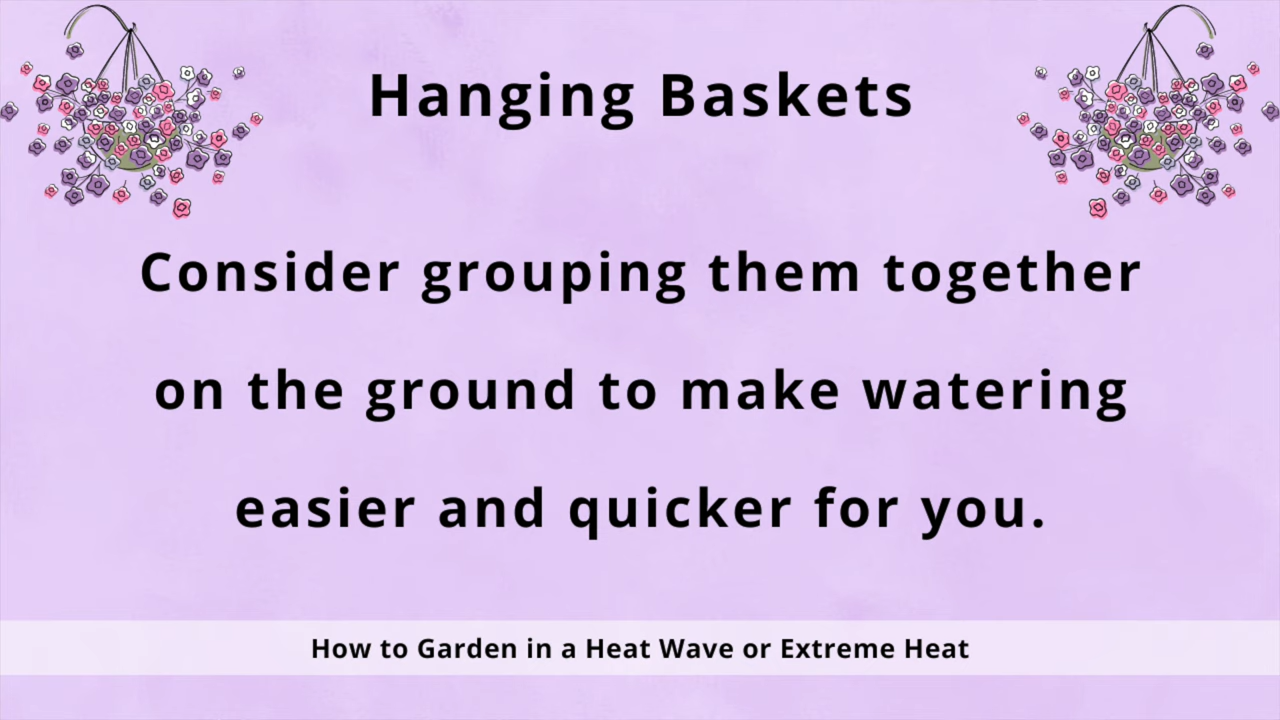 Hanging Baskets
Consider grouping them together
on the ground to make watering
easier and quicker for you.
How to Garden in a Heat Wave or Extreme Heat